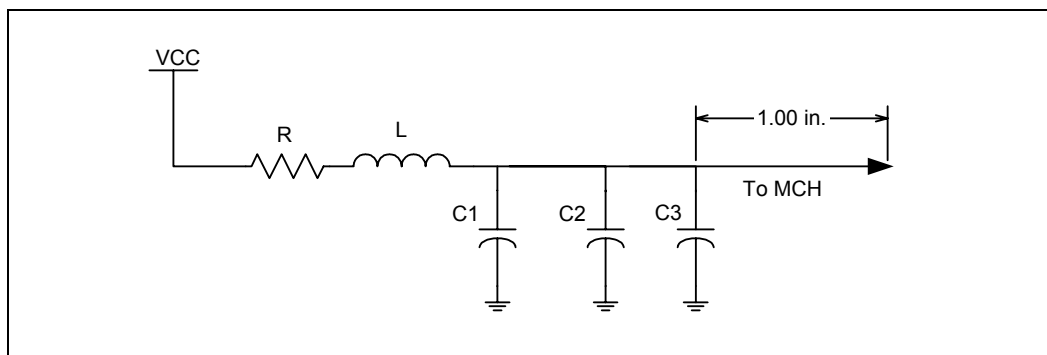 VCC
R
L
1.00 in.
To MCH
C1
C2
C3